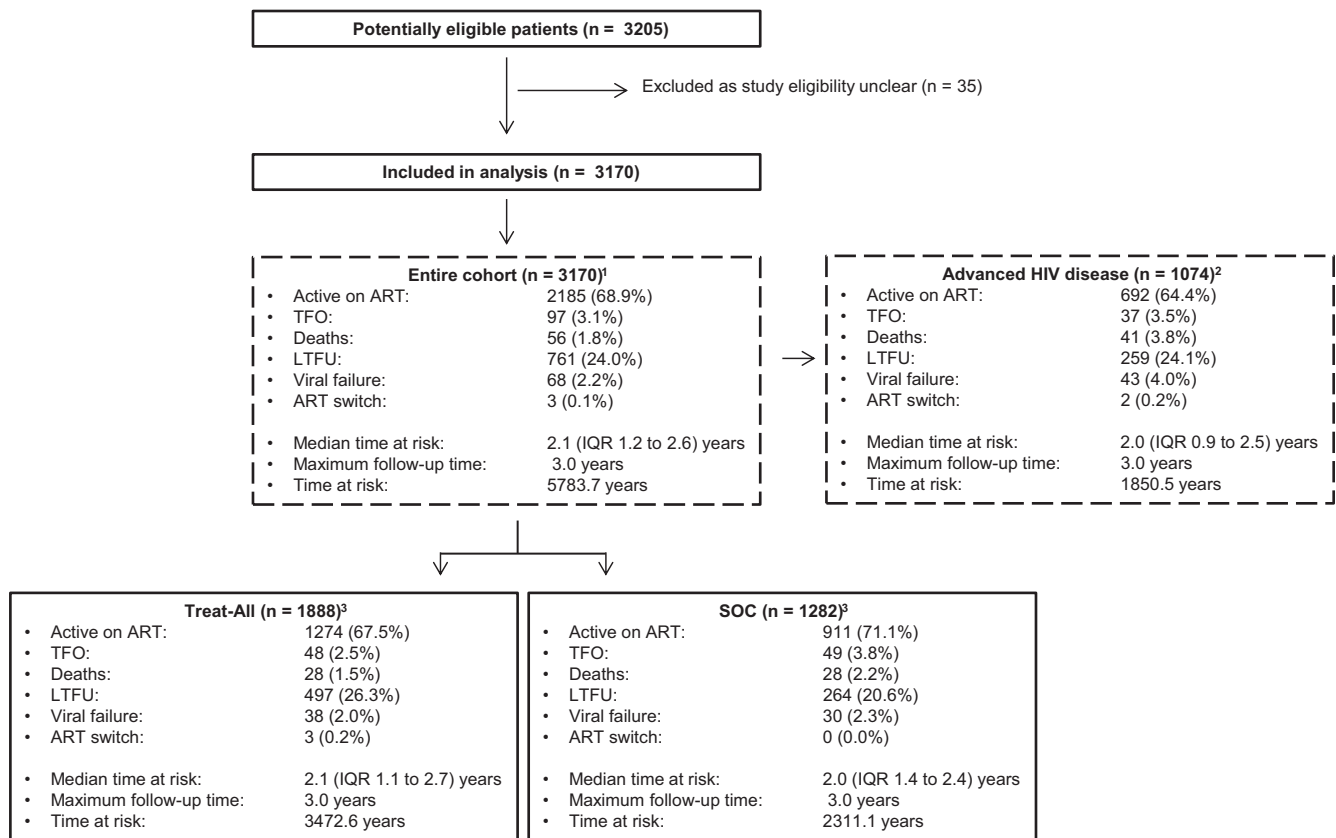 Potentially eligible patients (n = 3205)
Excluded as study eligibility unclear (n = 35)
Included in analysis (n = 3170)
Entire cohort (n = 3170)¹
• Active on ART: 2185 (68.9%)
• TFO: 97 (3.1%)
• Deaths: 56 (1.8%)
• LTFU: 761 (24.0%)
• Viral failure: 68 (2.2%)
• ART switch: 3 (0.1%)
• Median time at risk: 2.1 (IQR 1.2 to 2.6) years
• Maximum follow-up time: 3.0 years
• Time at risk: 5783.7 years
Advanced HIV disease (n = 1074)²
• Active on ART: 692 (64.4%)
• TFO: 37 (3.5%)
• Deaths: 41 (3.8%)
• LTFU: 259 (24.1%)
• Viral failure: 43 (4.0%)
• ART switch: 2 (0.2%)
• Median time at risk: 2.0 (IQR 0.9 to 2.5) years
• Maximum follow-up time: 3.0 years
• Time at risk: 1850.5 years
Treat-All (n = 1888)³
• Active on ART: 1274 (67.5%)
• TFO: 48 (2.5%)
• Deaths: 28 (1.5%)
• LTFU: 497 (26.3%)
• Viral failure: 38 (2.0%)
• ART switch: 3 (0.2%)
• Median time at risk: 2.1 (IQR 1.1 to 2.7) years
• Maximum follow-up time: 3.0 years
• Time at risk: 3472.6 years
SOC (n = 1282)³
• Active on ART: 911 (71.1%)
• TFO: 49 (3.8%)
• Deaths: 28 (2.2%)
• LTFU: 264 (20.6%)
• Viral failure: 30 (2.3%)
• ART switch: 0 (0.0%)
• Median time at risk: 2.0 (IQR 1.4 to 2.4) years
• Maximum follow-up time: 3.0 years
• Time at risk: 2311.1 years